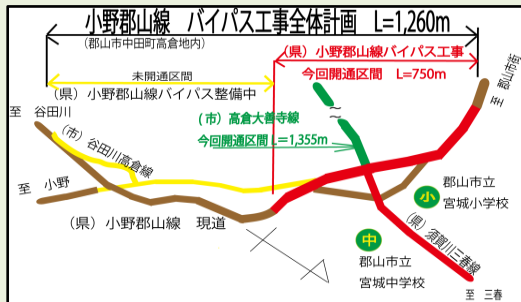 小野郡山線　バイパス工事全体計画　L=1,260m
(郡山市中田町高倉地内)
(県)小野郡山線バイパス工事
未開通区間
今回開通区間　L=750m
(県)小野郡山線バイパス整備中
至 郡山市街
至 谷田川
(市)高倉大善寺線
今回開通区間L=1,355m
(市)谷田川高倉線
至 小野
小
郡山市立
宮城小学校
(県)小野郡山線　現道
(県)須賀川三春線
中
郡山市立
宮城中学校
至 三春